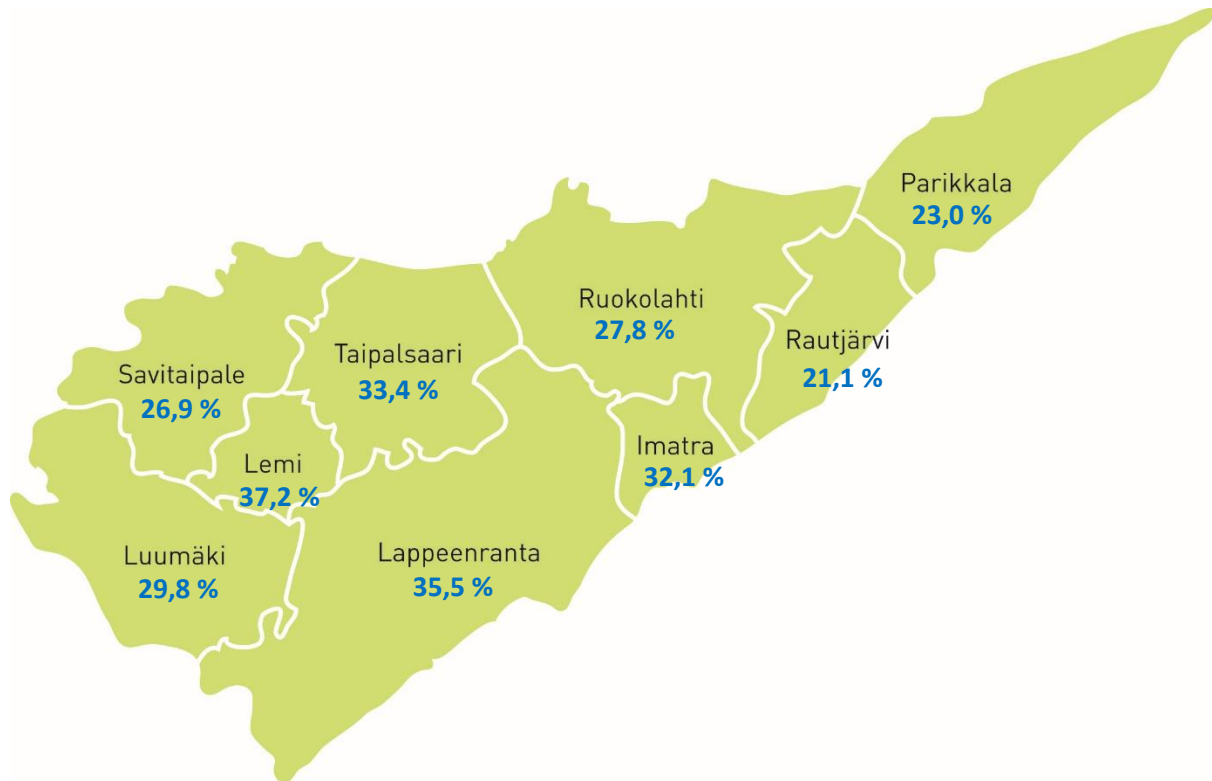 Parikkala
23,0 %
Ruokolahti
27,8 %
Rautjärvi
21,1 %
Taipalsaari
33,4 %
Savitaipale
26,9 %
Imatra
32,1 %
Lemi
37,2 %
Luumäki
29,8 %
Lappeenranta
35,5 %